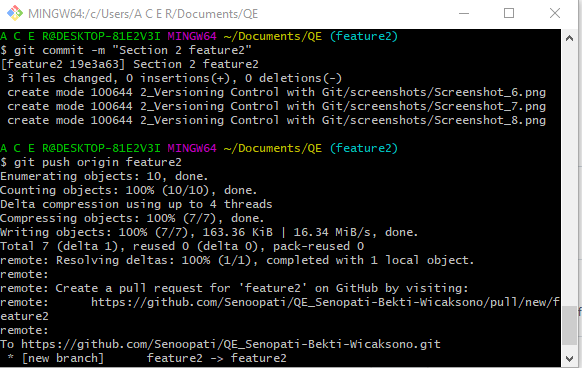 MINGW64:/c/Users/A C E R/Documents/QE
A C E R@DESKTOP-81E2V3I MINGW64 ~/Documents/QE (feature2)
$ git commit -m "Section 2 feature2"
[feature2 19e3a63] Section 2 feature2
 3 files changed, 0 insertions(+), 0 deletions(-)
 create mode 100644 2_Versioning Control with Git/screenshots/Screenshot_6.png
 create mode 100644 2_Versioning Control with Git/screenshots/Screenshot_7.png
 create mode 100644 2_Versioning Control with Git/screenshots/Screenshot_8.png
A C E R@DESKTOP-81E2V3I MINGW64 ~/Documents/QE (feature2)
$ git push origin feature2
Enumerating objects: 10, done.
Counting objects: 100% (10/10), done.
Delta compression using up to 4 threads
Compressing objects: 100% (7/7), done.
Writing objects: 100% (7/7), 163.36 KiB | 16.34 MiB/s, done.
Total 7 (delta 1), reused 0 (delta 0), pack-reused 0
remote: Resolving deltas: 100% (1/1), completed with 1 local object.
remote:
remote: Create a pull request for 'feature2' on GitHub by visiting:
remote:      https://github.com/Senoopati/QE_Senopati-Bekti-Wicaksono/pull/new/f
eature2
remote:
To https://github.com/Senoopati/QE_Senopati-Bekti-Wicaksono.git
 * [new branch]      feature2 -> feature2